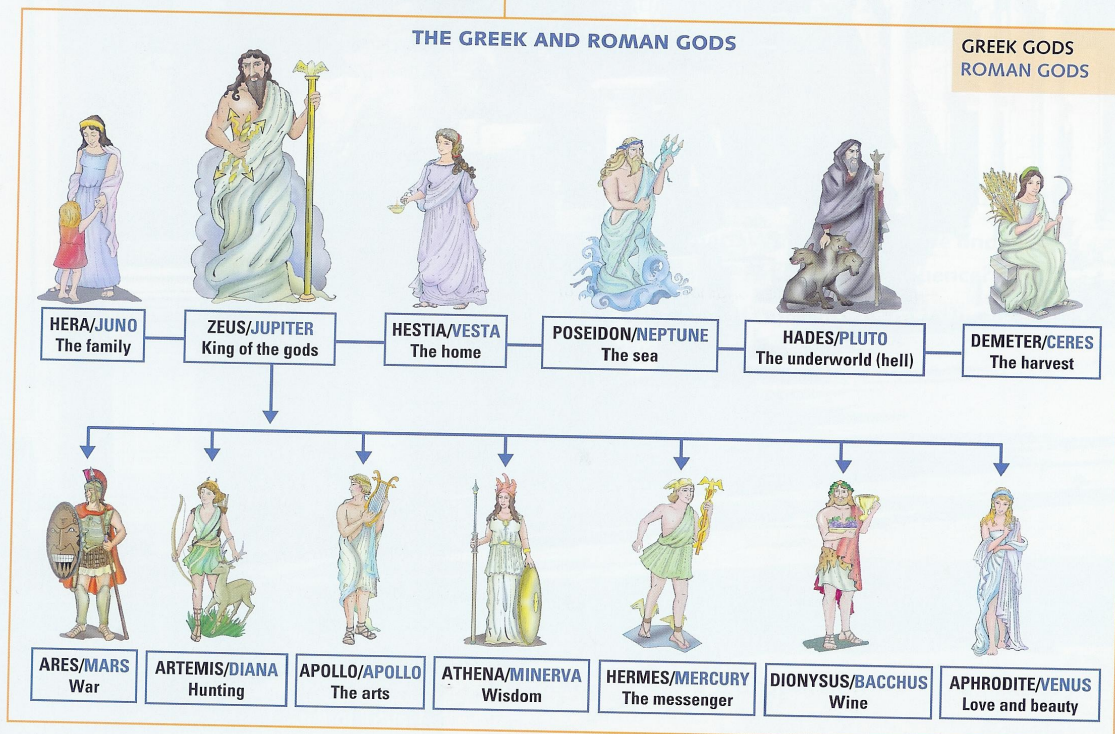 THE GREEK AND ROMAN GODS
GREEK GODS
ROMAN GODS
HERA/JUNO
The family
ZEUS/JUPITER
King of the gods
HESTIA/VESTA
The home
POSEIDON/NEPTUNE
The sea
HADES/PLUTO
The underworld (hell)
DEMETER/CERES
The harvest
ARES/MARS
War
ARTEMIS/DIANA
Hunting
APOLLO/APOLLO
The arts
ATHENA/MINERVA
Wisdom
HERMES/MERCURY
The messenger
DIONYSUS/BACCHUS
Wine
APHRODITE/VENUS
Love and beauty